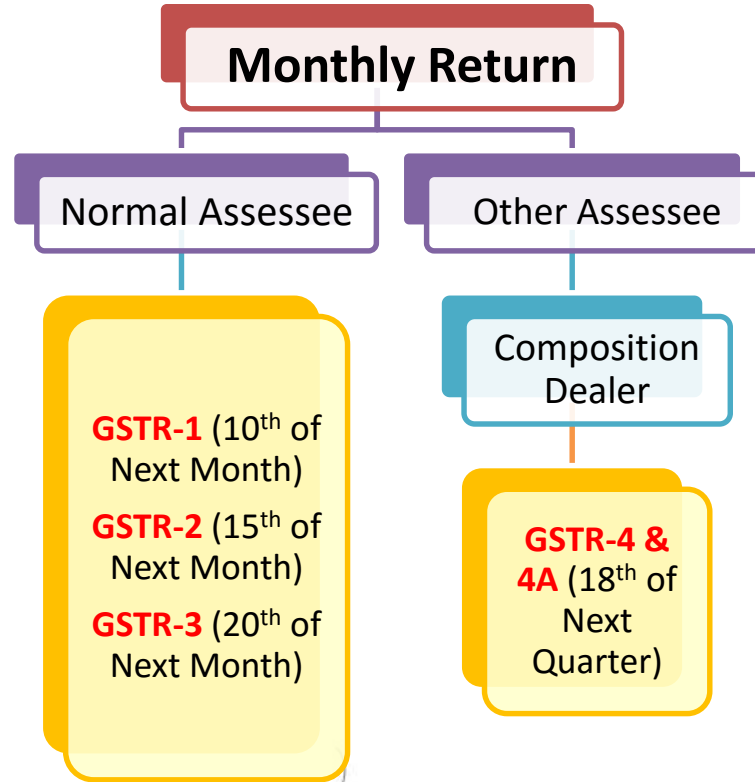 Monthly Return
Normal Assessee
Other Assessee
GSTR-1 (10th of
Next Month)
GSTR-2 (15th of
Next Month)
GSTR-3 (20th of
Next Month)
Composition
Dealer
GSTR-4 &
4A (18th of
Next
Quarter)